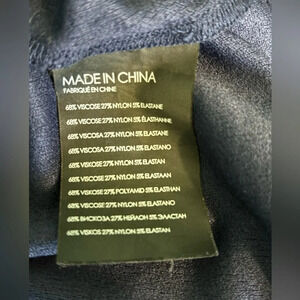 MADE IN CHINA
FABRIQUÉ EN CHINE
68% VISCOSE 27% NYLON 5% ELASTANE
68% VISCOSE 27% NYLON 5% ÉLASTHANNE
68% VISCOSA 27% NYLON 5% ELASTANE
68% VISCOSA 27% NYLON 5% ELASTANO
68% VISKOSE 27% NYLON 5% ELASTAN
68% VISCOSE 27% NYLON 5% ELASTAAN
68% VISKOSE 27% POLYAMID 5% ELASTHAN
68% VISCOSE 27% NYLON 5% ELASTANO
68% ВИСКОЗА 27% НЕЙЛОН 5% ЭЛАСТАН
68% VISKOS 27% NYLON 5% ELASTAN